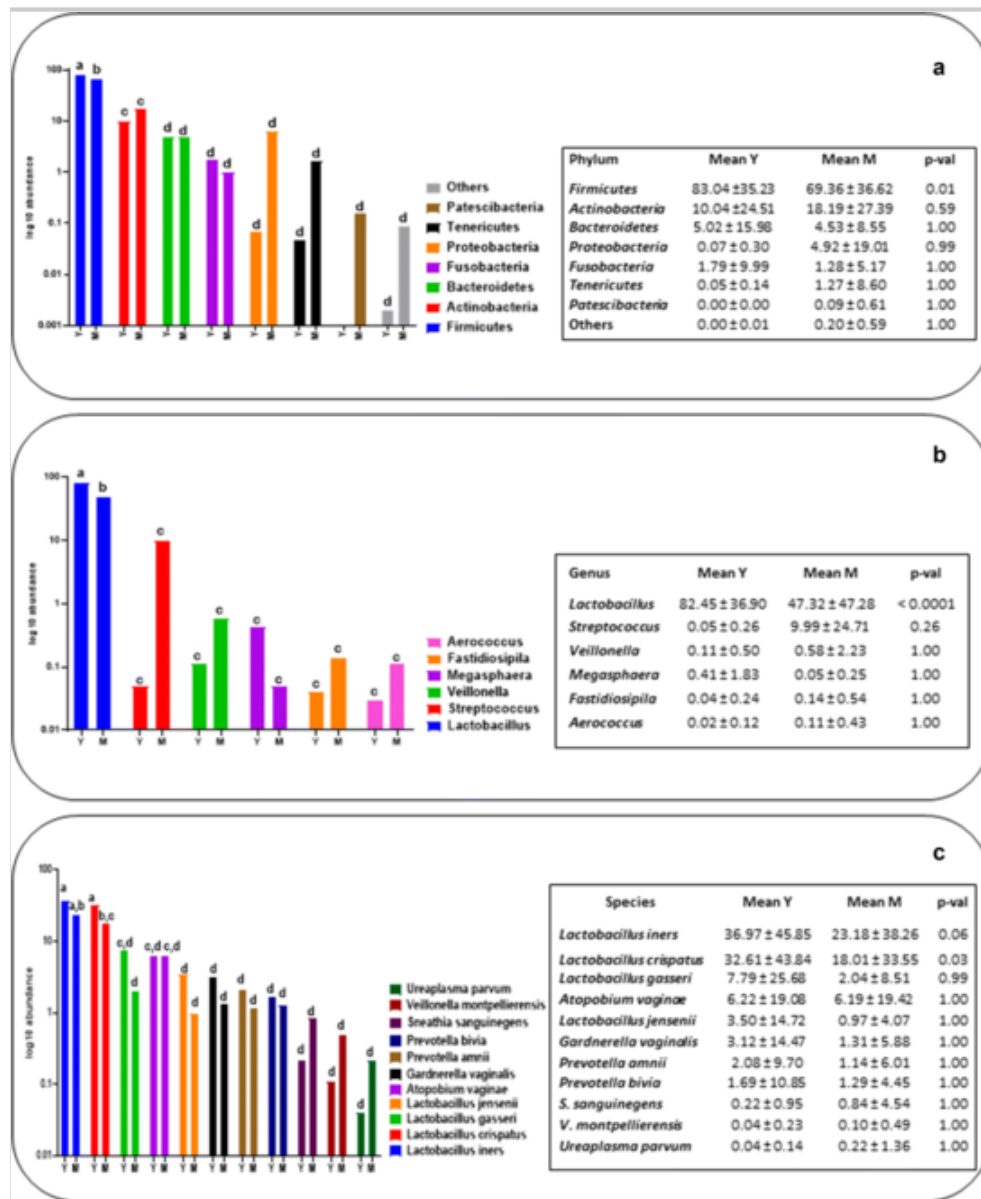 a
a b
c c
d d
d d
d d
d d
d
d d
100
10
1
0.1
0.01
0.001
log10 abundance
Y M Y M Y M Y M Y M Y M Y M Y M
Others
Patescibacteria
Tenericutes
Proteobacteria
Fusobacteria
Bacteroidetes
Actinobacteria
Firmicutes
Phylum Mean Y Mean M p-val
Firmicutes 83.04±35.23 69.36±36.62 0.01
Actinobacteria 10.04±24.51 18.19±27.39 0.59
Bacteroidetes 5.02±15.98 4.53±8.55 1.00
Proteobacteria 0.07±0.30 4.92±19.01 0.99
Fusobacteria 1.79±9.99 1.28±5.17 1.00
Tenericutes 0.05±0.14 1.27±8.60 1.00
Patescibacteria 0.00±0.00 0.09±0.61 1.00
Others 0.00±0.01 0.20±0.59 1.00
b
a b
c c
c c
c c
c c
c c
100
10
1
0.1
0.01
log10 abundance
Y M Y M Y M Y M Y M Y M
Aerococcus
Fastidiosipila
Megasphaera
Veillonella
Streptococcus
Lactobacillus
Genus Mean Y Mean M p-val
Lactobacillus 82.45±36.90 47.32±47.28 <0.0001
Streptococcus 0.05±0.26 9.99±24.71 0.26
Veillonella 0.11±0.50 0.58±2.23 1.00
Megasphaera 0.41±1.83 0.05±0.25 1.00
Fastidiosipila 0.04±0.24 0.14±0.54 1.00
Aerococcus 0.02±0.12 0.11±0.43 1.00
c
a a,b
a b,c
c,d d
c,d c,d
d d
d d
d d
d d
d d
d d
d d
100
10
1
0.1
0.01
log10 abundance
Y M Y M Y M Y M Y M Y M Y M Y M Y M Y M Y M
Ureaplasma parvum
Veillonella montpellierensis
Sneathia sanguinegens
Prevotella bivia
Prevotella amnii
Gardnerella vaginalis
Atopobium vaginae
Lactobacillus jensenii
Lactobacillus gasseri
Lactobacillus crispatus
Lactobacillus iners
Species Mean Y Mean M p-val
Lactobacillus iners 36.97±45.85 23.18±38.26 0.06
Lactobacillus crispatus 32.61±43.84 18.01±33.55 0.03
Lactobacillus gasseri 7.79±25.68 2.04±8.51 0.99
Atopobium vaginae 6.22±19.08 6.19±19.42 1.00
Lactobacillus jensenii 3.50±14.72 0.97±4.07 1.00
Gardnerella vaginalis 3.12±14.47 1.31±5.88 1.00
Prevotella amnii 2.08±9.70 1.14±6.01 1.00
Prevotella bivia 1.69±10.85 1.29±4.45 1.00
S. sanguinegens 0.22±0.95 0.84±4.54 1.00
V. montpellierensis 0.04±0.23 0.10±0.49 1.00
Ureaplasma parvum 0.04±0.14 0.22±1.36 1.00